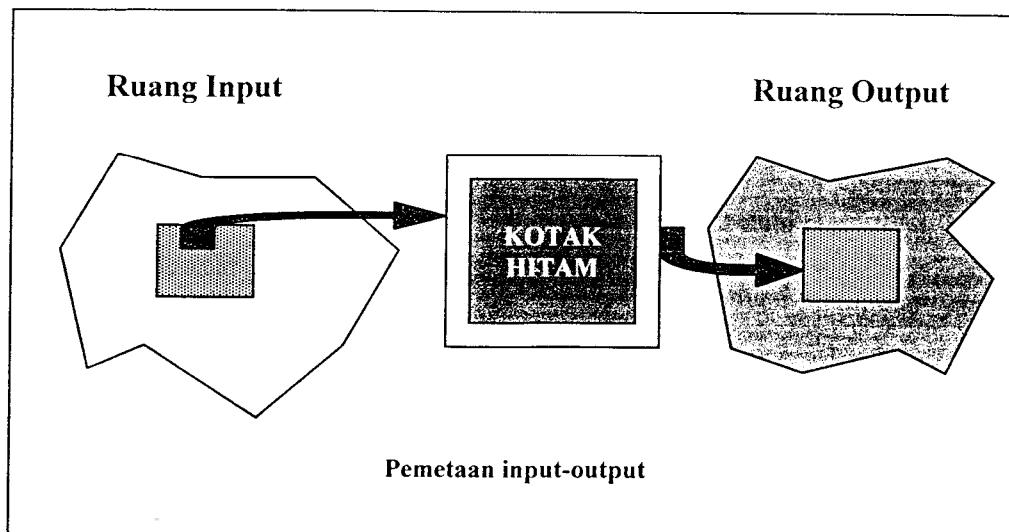 Ruang Input
Ruang Output
KOTAK
HITAM
Pemetaan input-output